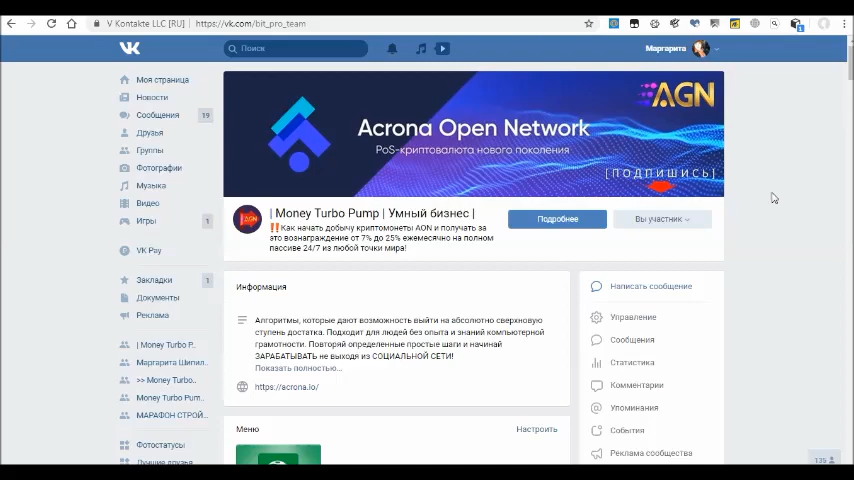 V Kontakte LLC [RU]
https://vk.com/bit_pro_team
Поиск
Маргарита
Моя страница
Новости
Сообщения 19
Друзья
Группы
Фотографии
Музыка
Видео
Игры 1
VK Pay
Закладки 1
Документы
Реклама
| Money Turbo P..
Маргарита Шипил..
>> Money Turbo..
Money Turbo Pum..
МАРАФОН СТРОЙ..
Фотостатусы
Лучшие друзья
AGN
Acrona Open Network
PoS-криптовалюта нового поколения
[ПОДПИШИСЬ]
| Money Turbo Pump | Умный бизнес |
‼Как начать добычу криптомонеты AON и получать за
это вознаграждение от 7% до 25% ежемесячно на полном
пассиве 24/7 из любой точки мира!
Подробнее
Вы участник
Информация
Алгоритмы, которые дают возможность выйти на абсолютно сверхновую
ступень достатка. Подходит для людей без опыта и знаний компьютерной
грамотности. Повторяй определенные простые шаги и начинай
ЗАРАБАТЫВАТЬ не выходя из СОЦИАЛЬНОЙ СЕТИ!
Показать полностью...
https://acrona.io/
Меню
Настроить
Написать сообщение
Управление
Сообщения
Статистика
Комментарии
Упоминания
События
Реклама сообщества
135